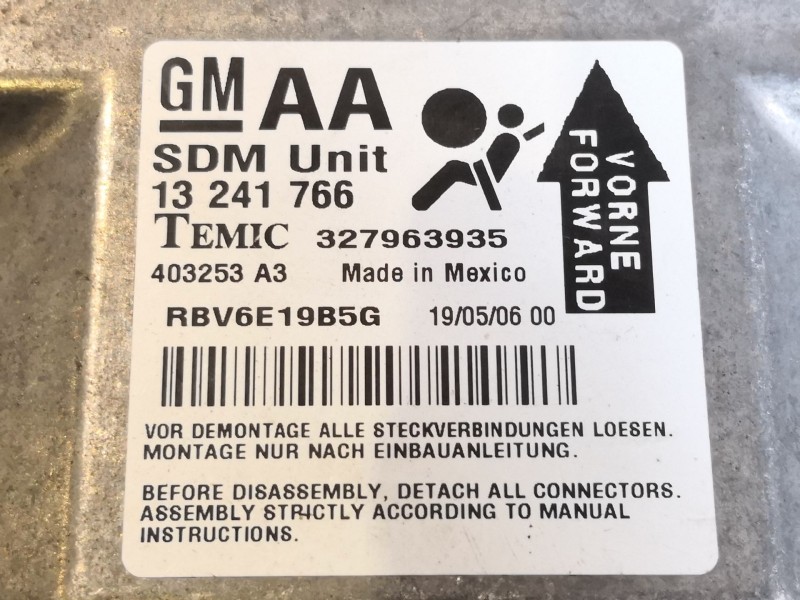 GM AA
SDM Unit
13 241 766
TEMIC 327963935
403253 A3 Made in Mexico
RBV6E19B5G 19/05/06 00
VORNE
FORWARD
VOR DEMONTAGE ALLE STECKVERBINDUNGEN LOESEN.
MONTAGE NUR NACH EINBAUANLEITUNG.
BEFORE DISASSEMBLY, DETACH ALL CONNECTORS.
ASSEMBLY STRICTLY ACCORDING TO MANUAL
INSTRUCTIONS.